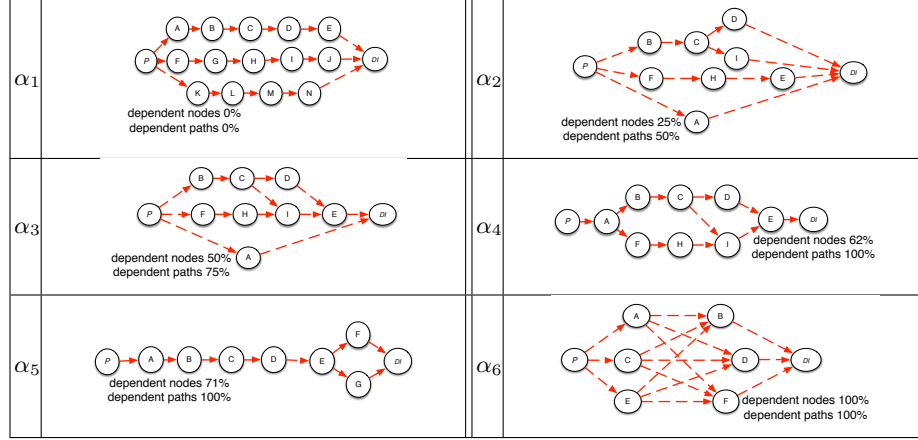 α1
A B C D E
P F G H I J DI
K L M N
dependent nodes 0%
dependent paths 0%
α2
D
B C
I
P F H E DI
A
dependent nodes 25%
dependent paths 50%
α3
B C D
P F H I E DI
A
dependent nodes 50%
dependent paths 75%
α4
B C D
P A E DI
F H I
dependent nodes 62%
dependent paths 100%
α5
F
P A B C D E DI
G
dependent nodes 71%
dependent paths 100%
α6
A B
P C D DI
E F
dependent nodes 100%
dependent paths 100%